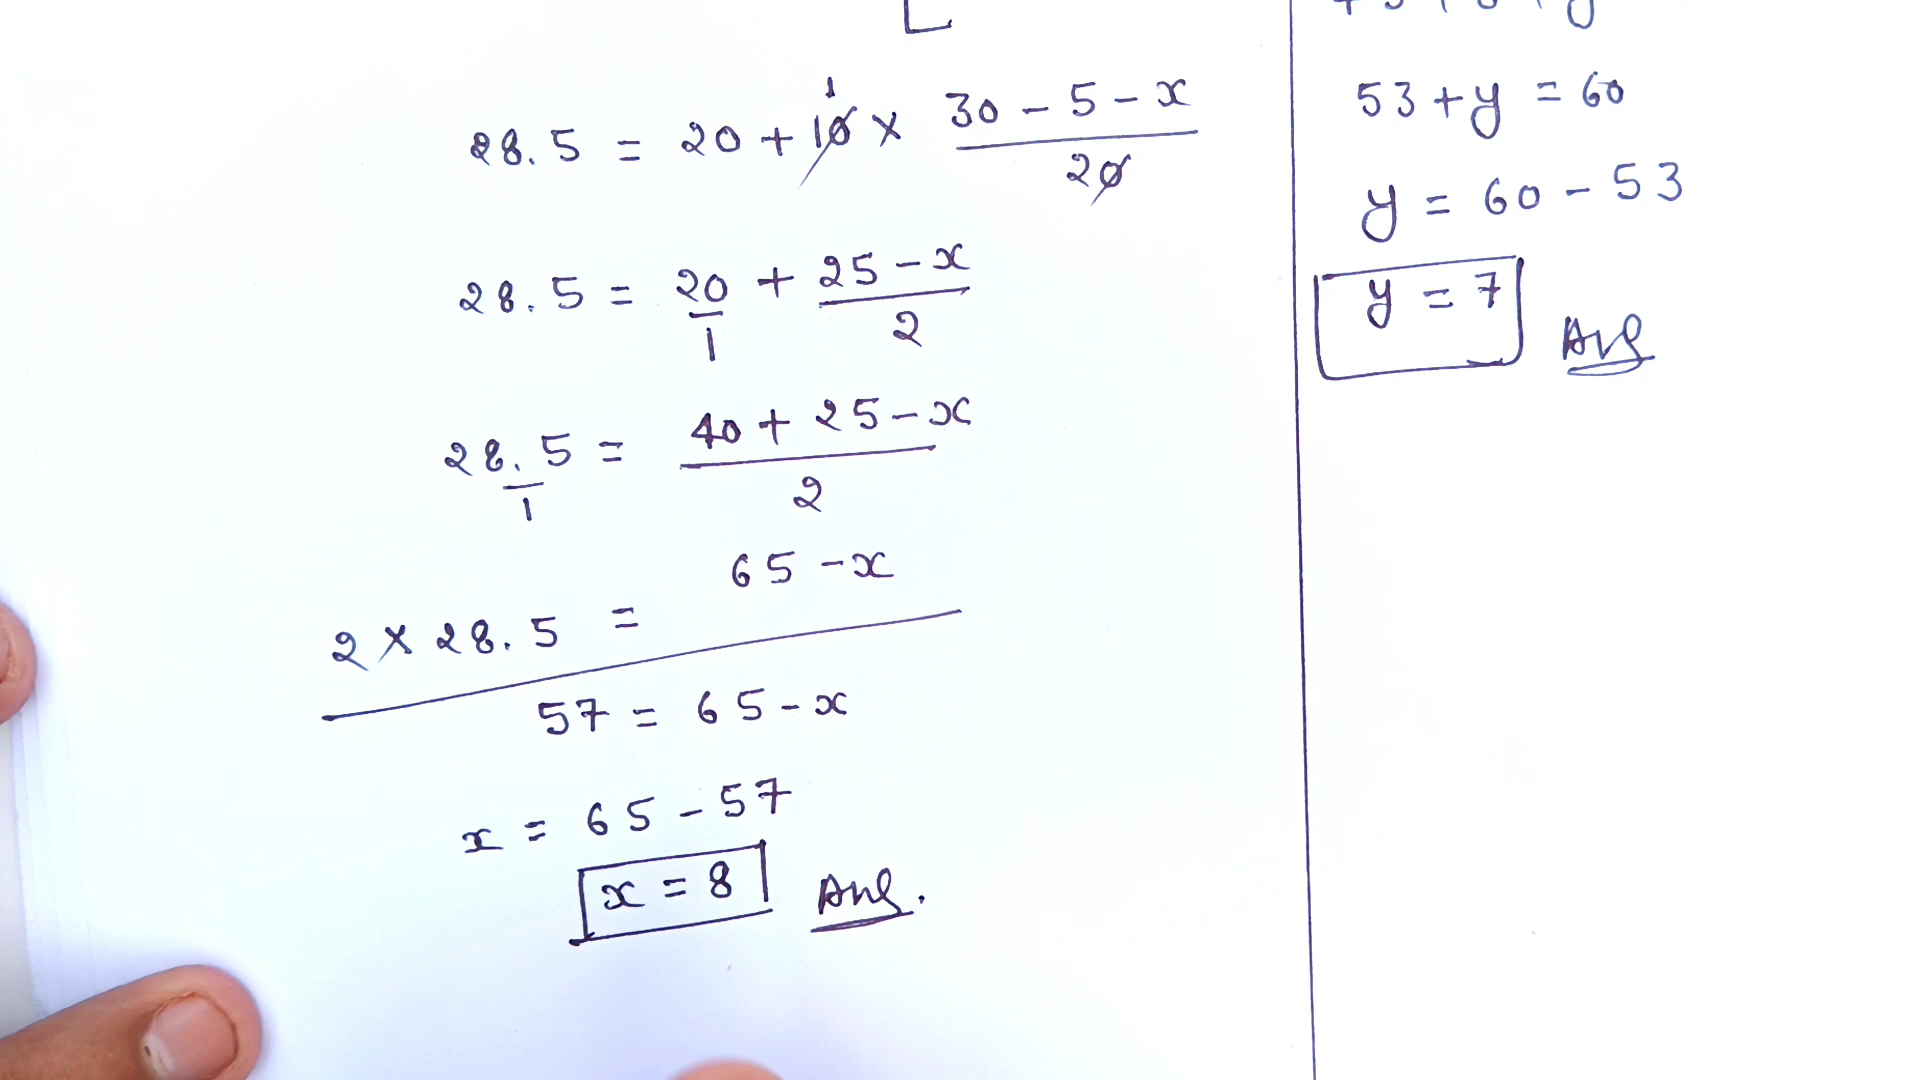 28.5 = 20 + 10 × (30 - 5 - x)/20
1
28.5 = 20/1 + (25 - x)/2
28.5/1 = (40 + 25 - x)/2
2 × 28.5 = 65 - x
57 = 65 - x
x = 65 - 57
x = 8 Ans.
53 + y = 60
y = 60 - 53
y = 7 Ans